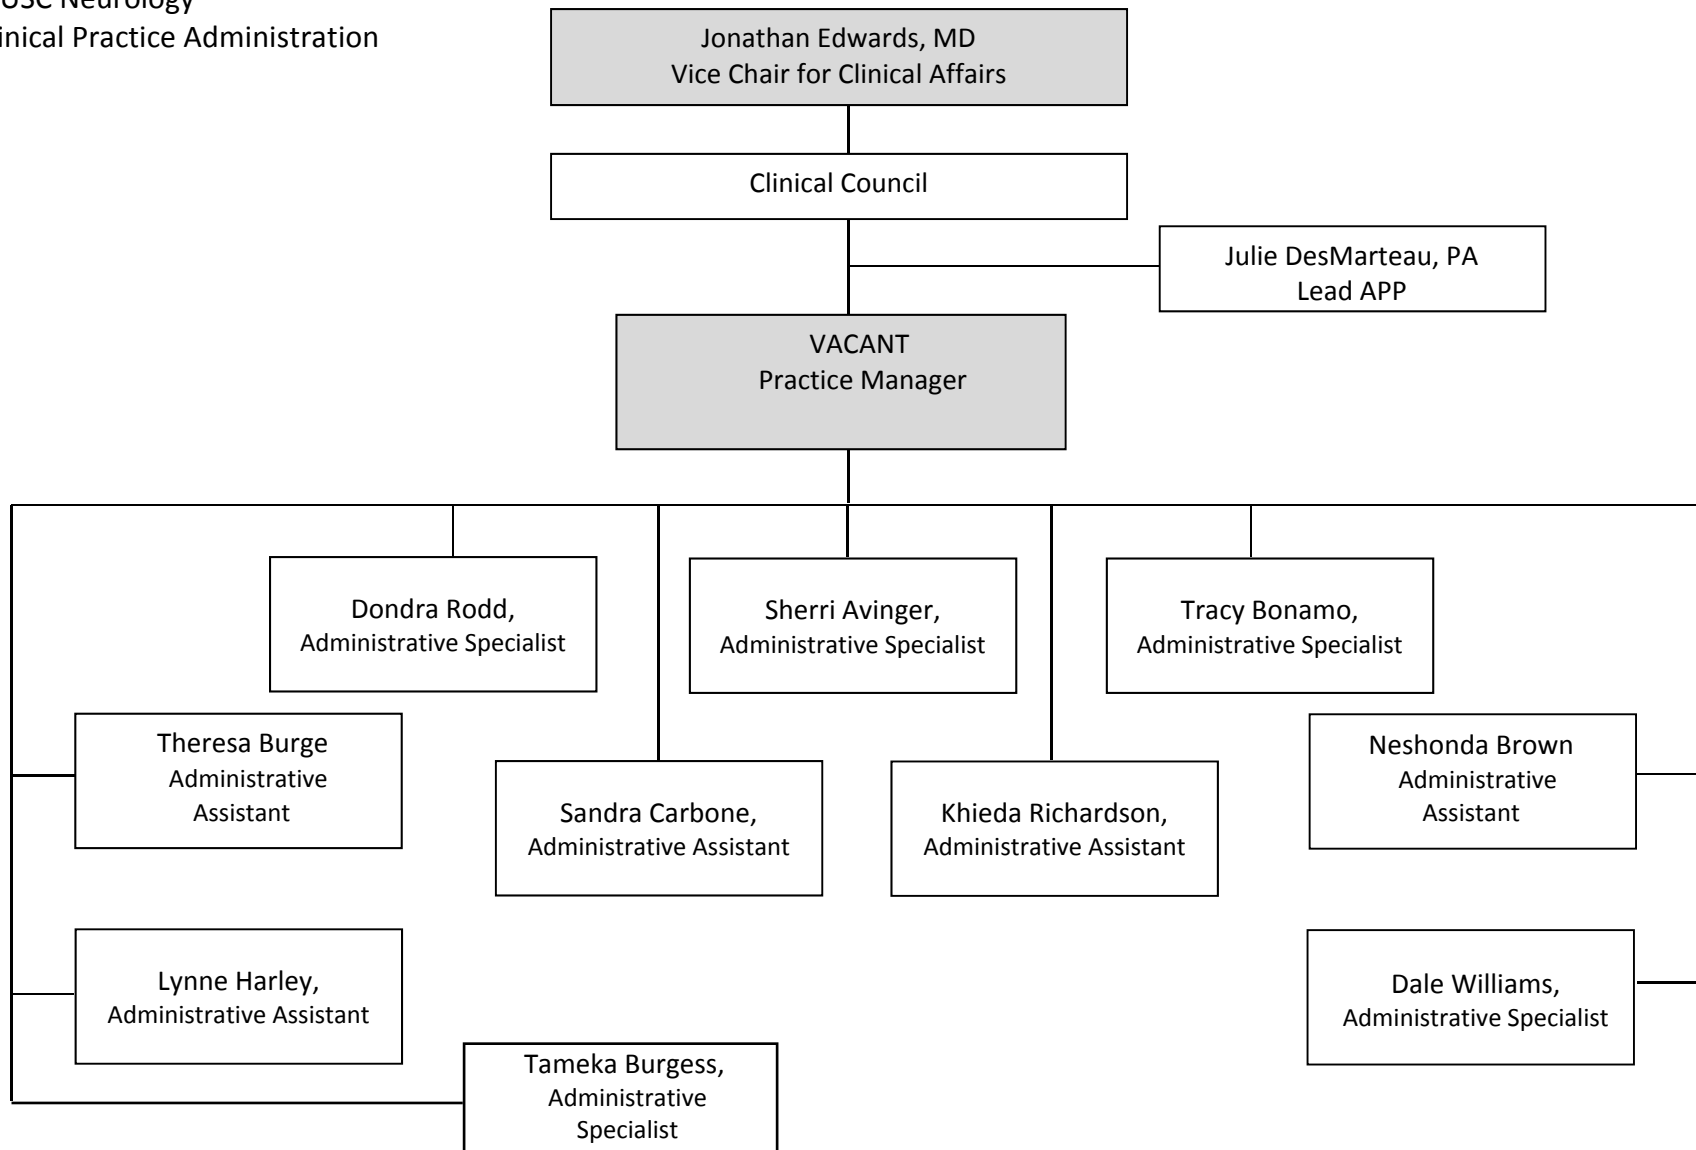 USC Neurology
inical Practice Administration
Jonathan Edwards, MD
Vice Chair for Clinical Affairs
Clinical Council
Julie DesMarteau, PA
Lead APP
VACANT
Practice Manager
Dondra Rodd,
Administrative Specialist
Sherri Avinger,
Administrative Specialist
Tracy Bonamo,
Administrative Specialist
Theresa Burge
Administrative
Assistant
Sandra Carbone,
Administrative Assistant
Khieda Richardson,
Administrative Assistant
Neshonda Brown
Administrative
Assistant
Lynne Harley,
Administrative Assistant
Dale Williams,
Administrative Specialist
Tameka Burgess,
Administrative
Specialist